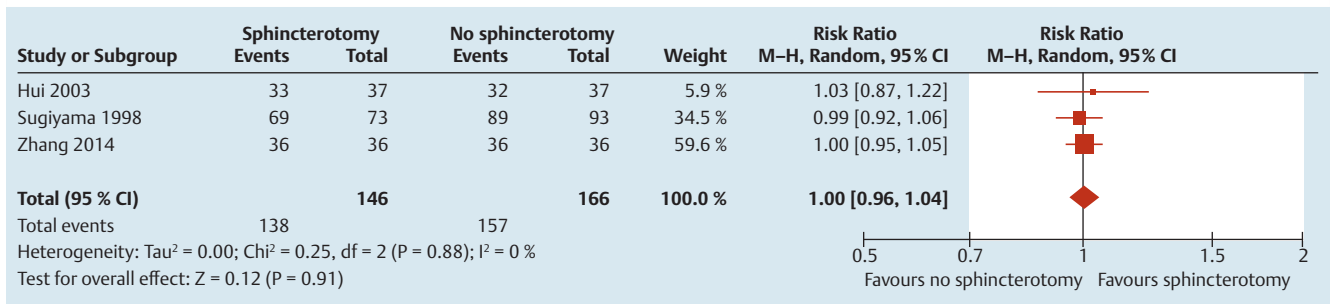 Sphincterotomy No sphincterotomy Risk Ratio Risk Ratio
Study or Subgroup Events Total Events Total Weight M–H, Random, 95% CI M–H, Random, 95% CI
Hui 2003 33 37 32 37 5.9 % 1.03 [0.87, 1.22]
Sugiyama 1998 69 73 89 93 34.5 % 0.99 [0.92, 1.06]
Zhang 2014 36 36 36 36 59.6 % 1.00 [0.95, 1.05]
Total (95 % CI) 146 166 100.0 % 1.00 [0.96, 1.04]
Total events 138 157
Heterogeneity: Tau² = 0.00; Chi² = 0.25, df = 2 (P = 0.88); I² = 0 %
0.5 0.7 1 1.5 2
Test for overall effect: Z = 0.12 (P = 0.91)
Favours no sphincterotomy Favours sphincterotomy